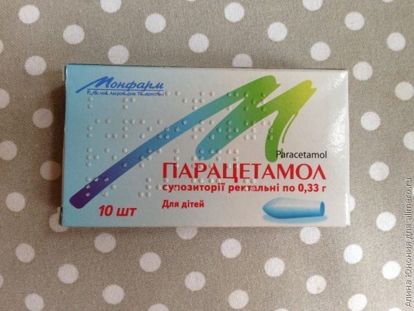 Монфарм
Paracetamol
ПАРАЦЕТАМОЛ
супозиторії ректальні по 0,33 г
Для дітей
10 шт